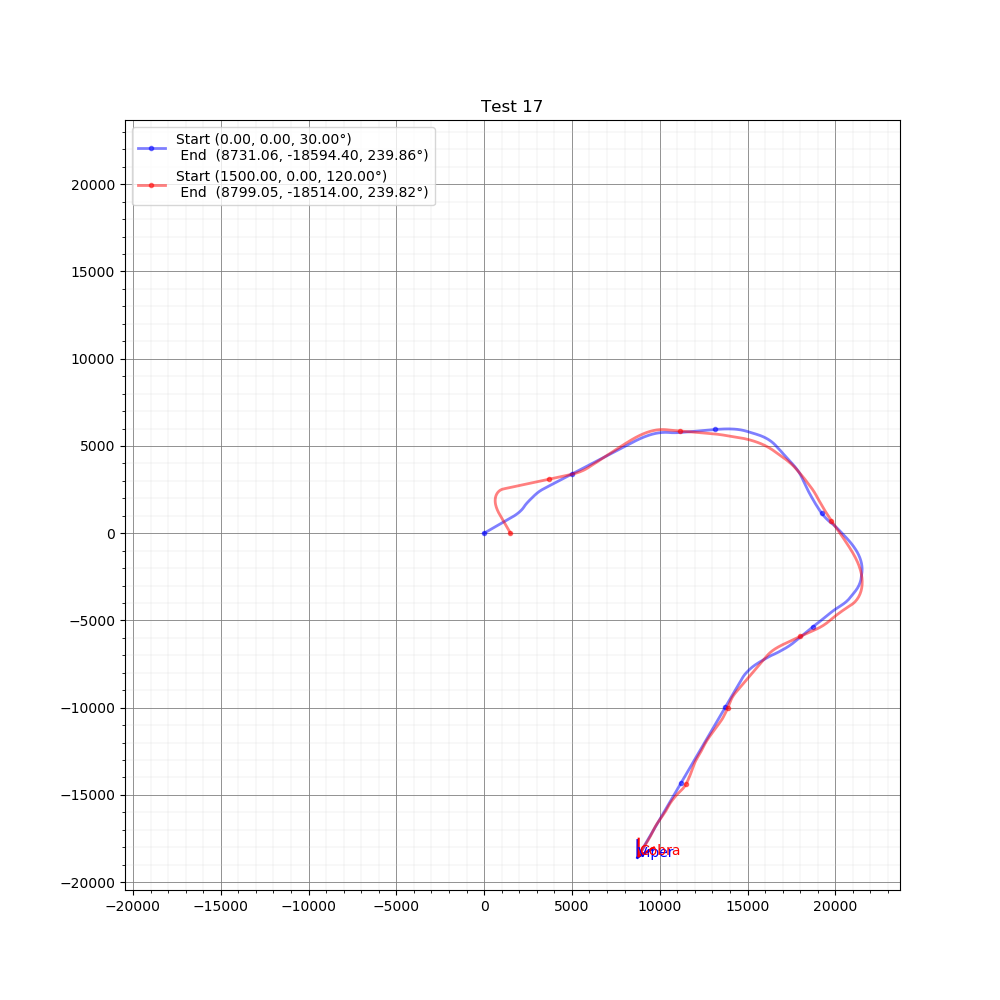 Test 17
Start (0.00, 0.00, 30.00°)
End (8731.06, -18594.40, 239.86°)
Start (1500.00, 0.00, 120.00°)
End (8799.05, -18514.00, 239.82°)
20000
15000
10000
5000
0
−5000
−10000
−15000
−20000
Cobra
Viper
−20000 −15000 −10000 −5000 0 5000 10000 15000 20000